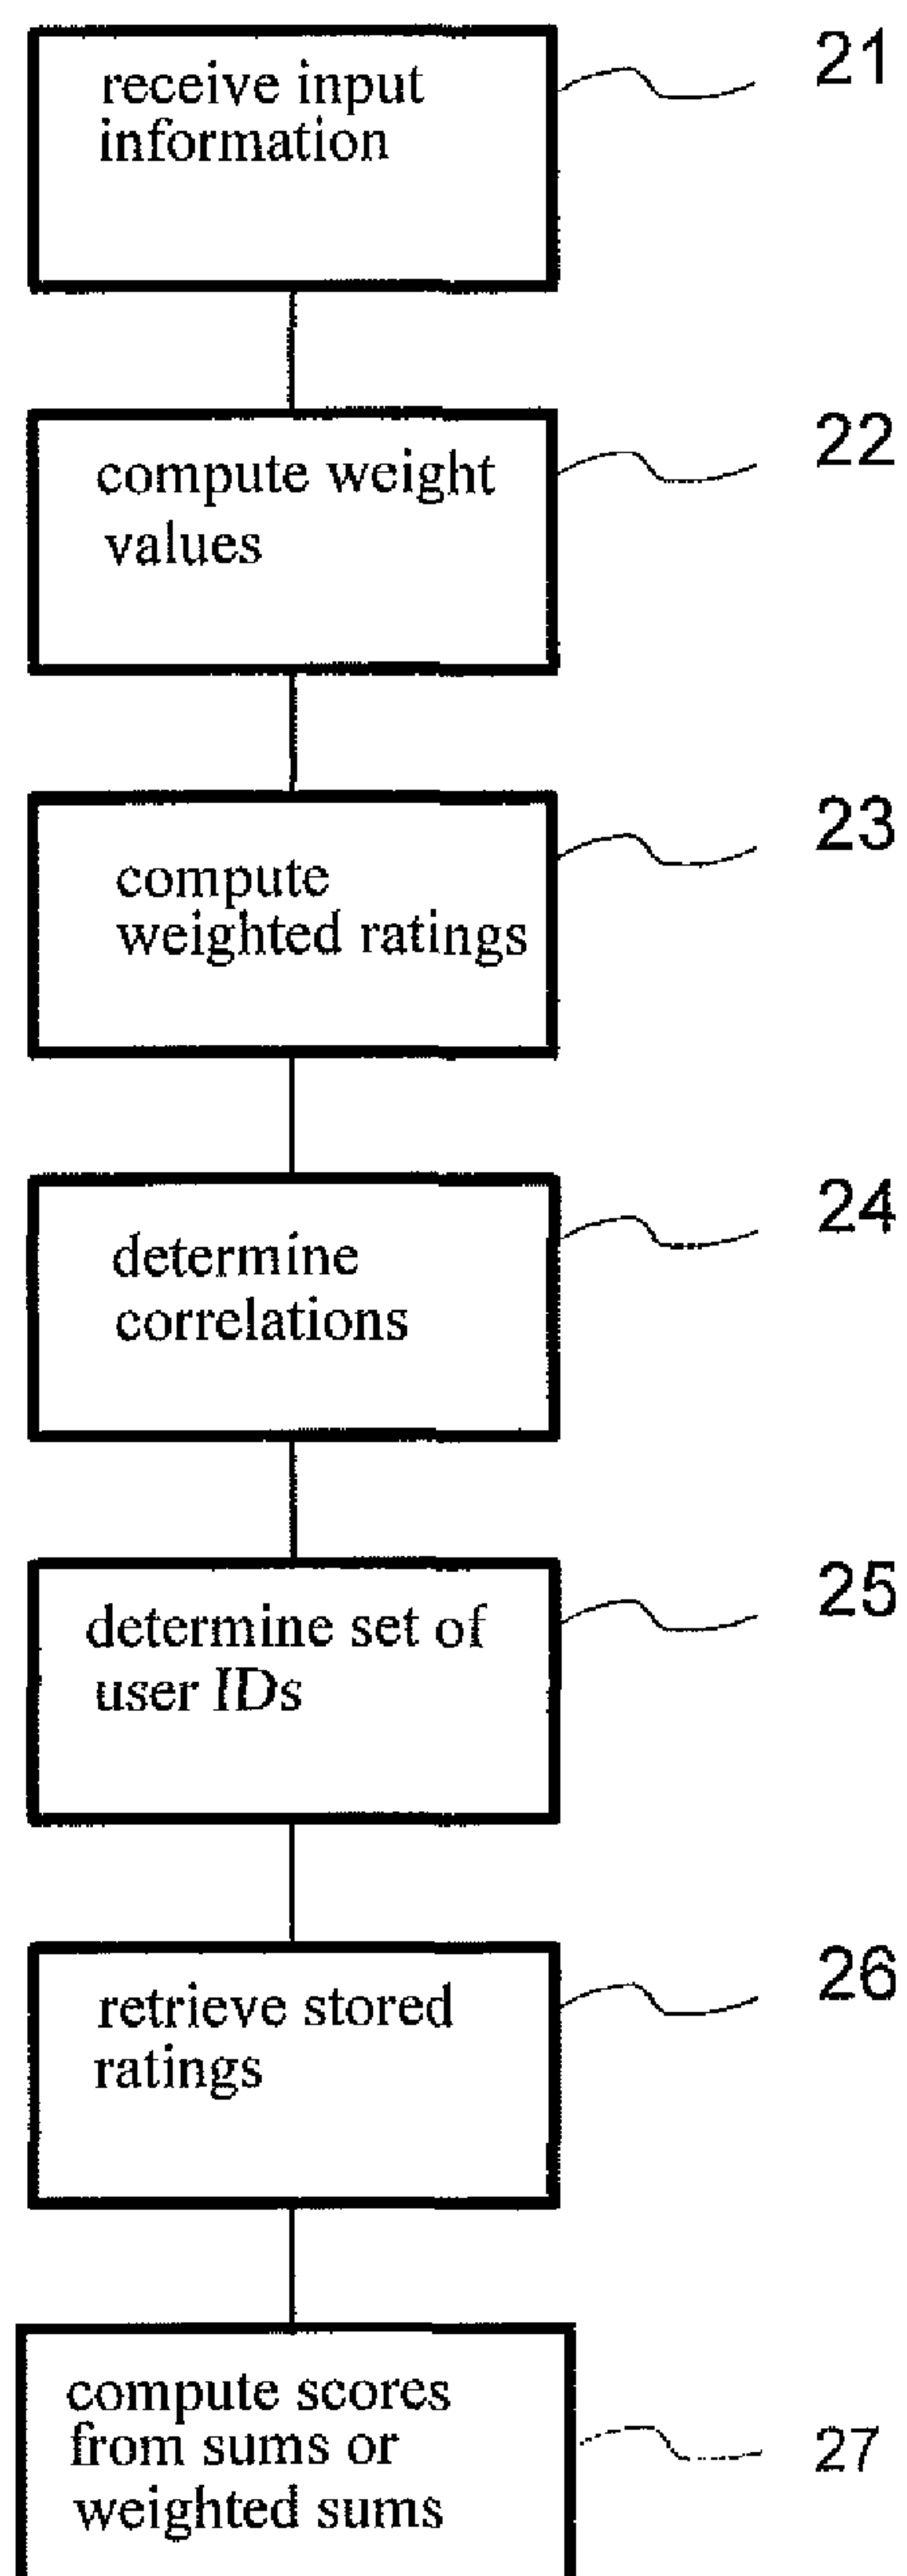 receive input
information
21
compute weight
values
22
compute
weighted ratings
23
determine
correlations
24
determine set of
user IDs
25
retrieve stored
ratings
26
compute scores
from sums or
weighted sums
27